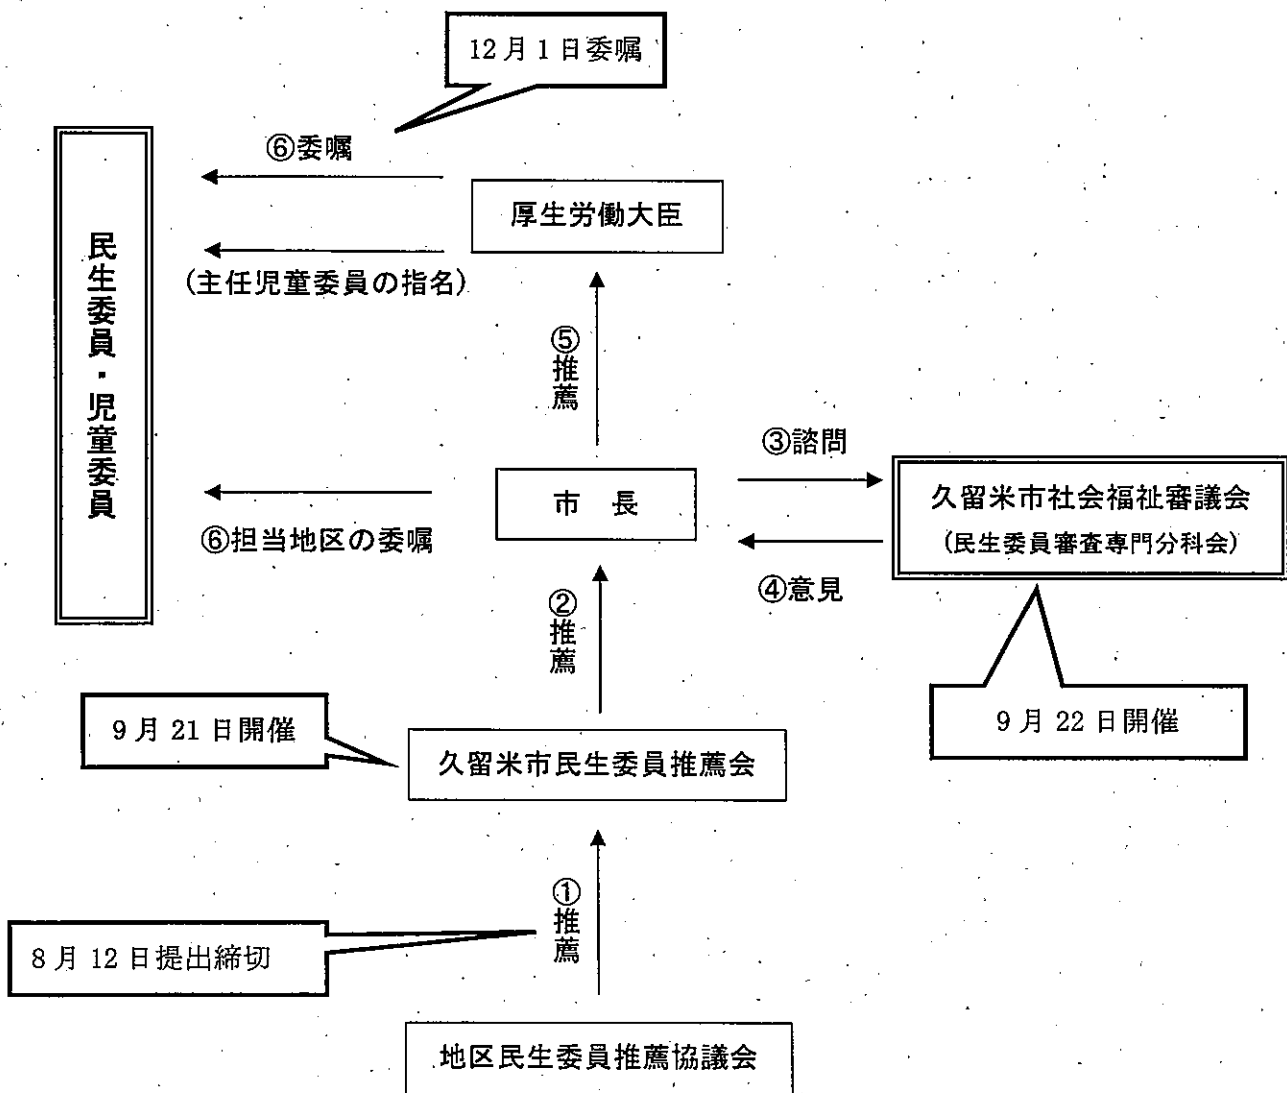 12月1日委嘱
⑥委嘱
厚生労働大臣
(主任児童委員の指名)
民生委員・児童委員
⑤推薦
③諮問
市 長
久留米市社会福祉審議会
(民生委員審査専門分科会)
⑥担当地区の委嘱
④意見
②推薦
9月21日開催
9月22日開催
久留米市民生委員推薦会
①推薦
8月12日提出締切
地区民生委員推薦協議会